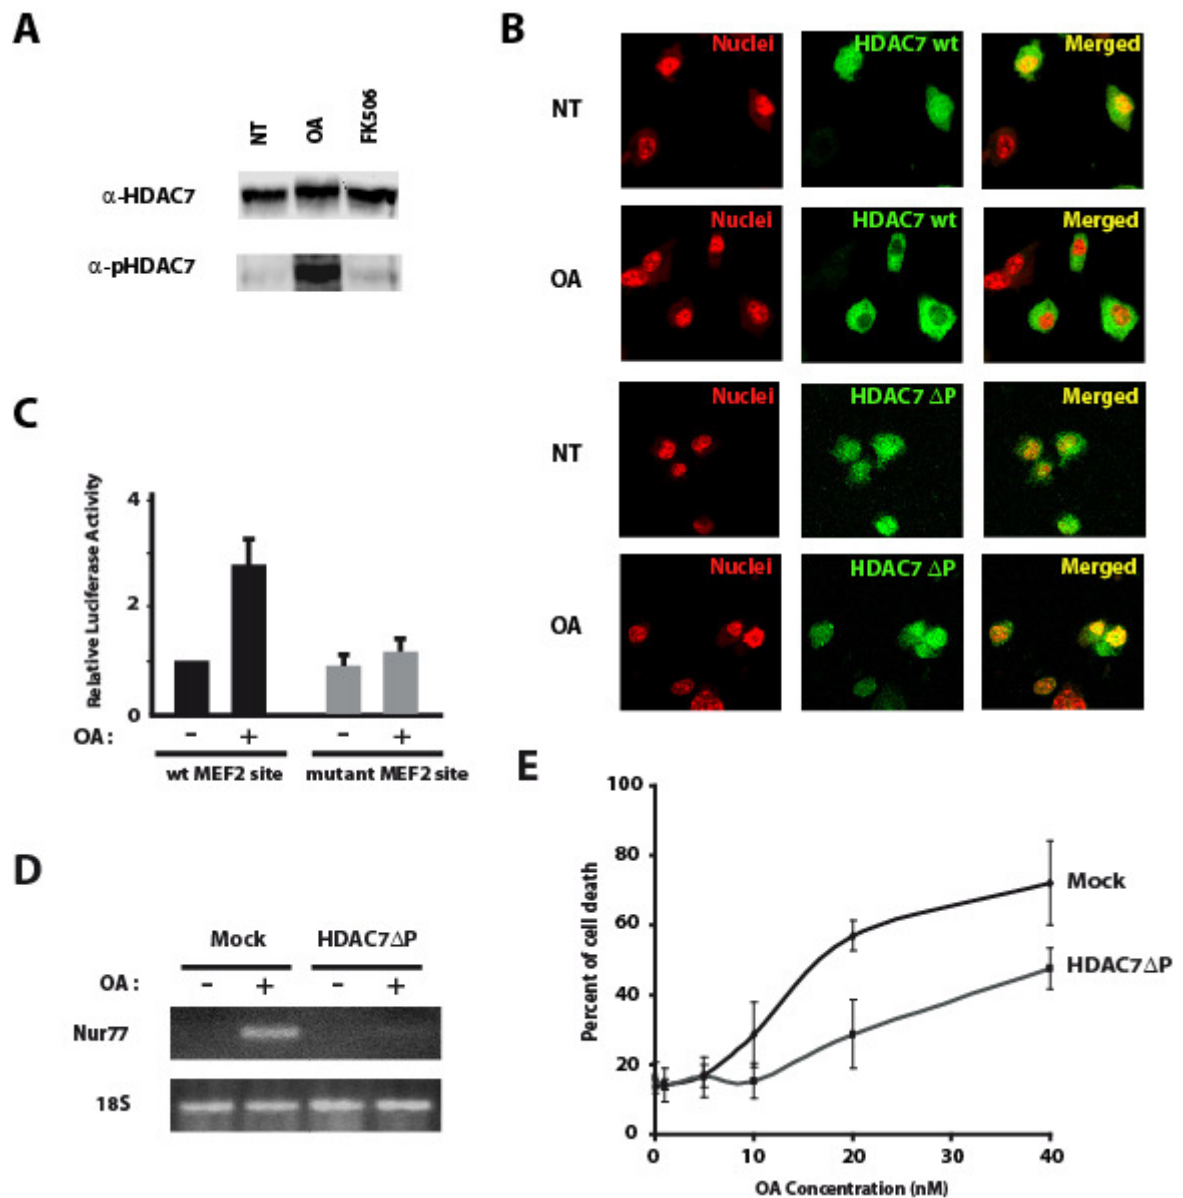 A
NT OA FK506
α-HDAC7
α-pHDAC7
B
Nuclei HDAC7 wt Merged
NT
Nuclei HDAC7 wt Merged
OA
Nuclei HDAC7 ΔP Merged
NT
Nuclei HDAC7 ΔP Merged
OA
C
Relative Luciferase Activity
4
2
0
OA : - + - +
wt MEF2 site mutant MEF2 site
D
Mock HDAC7ΔP
OA : - + - +
Nur77
18S
E
Percent of cell death
100
80
60
40
20
0
Mock
HDAC7ΔP
0 10 20 30 40
OA Concentration (nM)